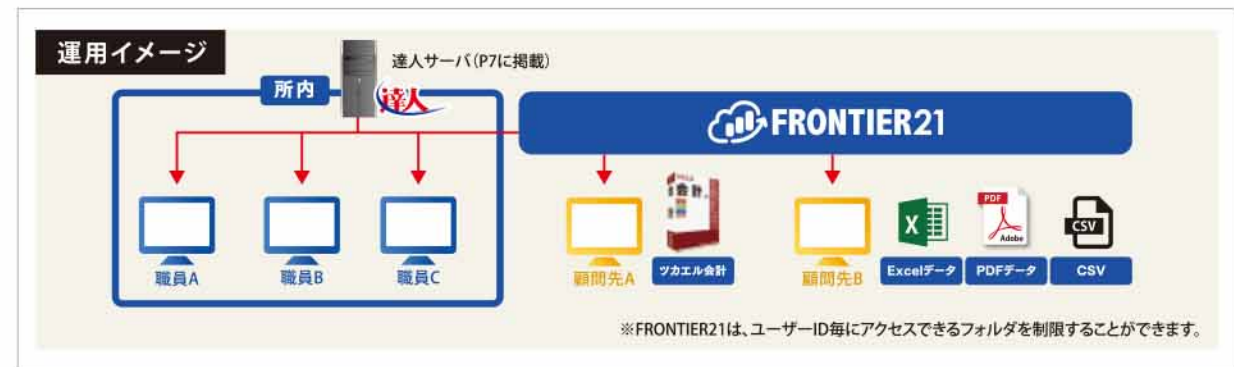 運用イメージ
達人サーバ(P7に掲載)
所内
達人
FRONTIER21
職員A
職員B
職員C
顧問先A
会計
ツカエル会計
顧問先B
X
PDF
Adobe
CSV
Excelデータ
PDFデータ
CSV
※FRONTIER21は、ユーザーID毎にアクセスできるフォルダを制限することができます。